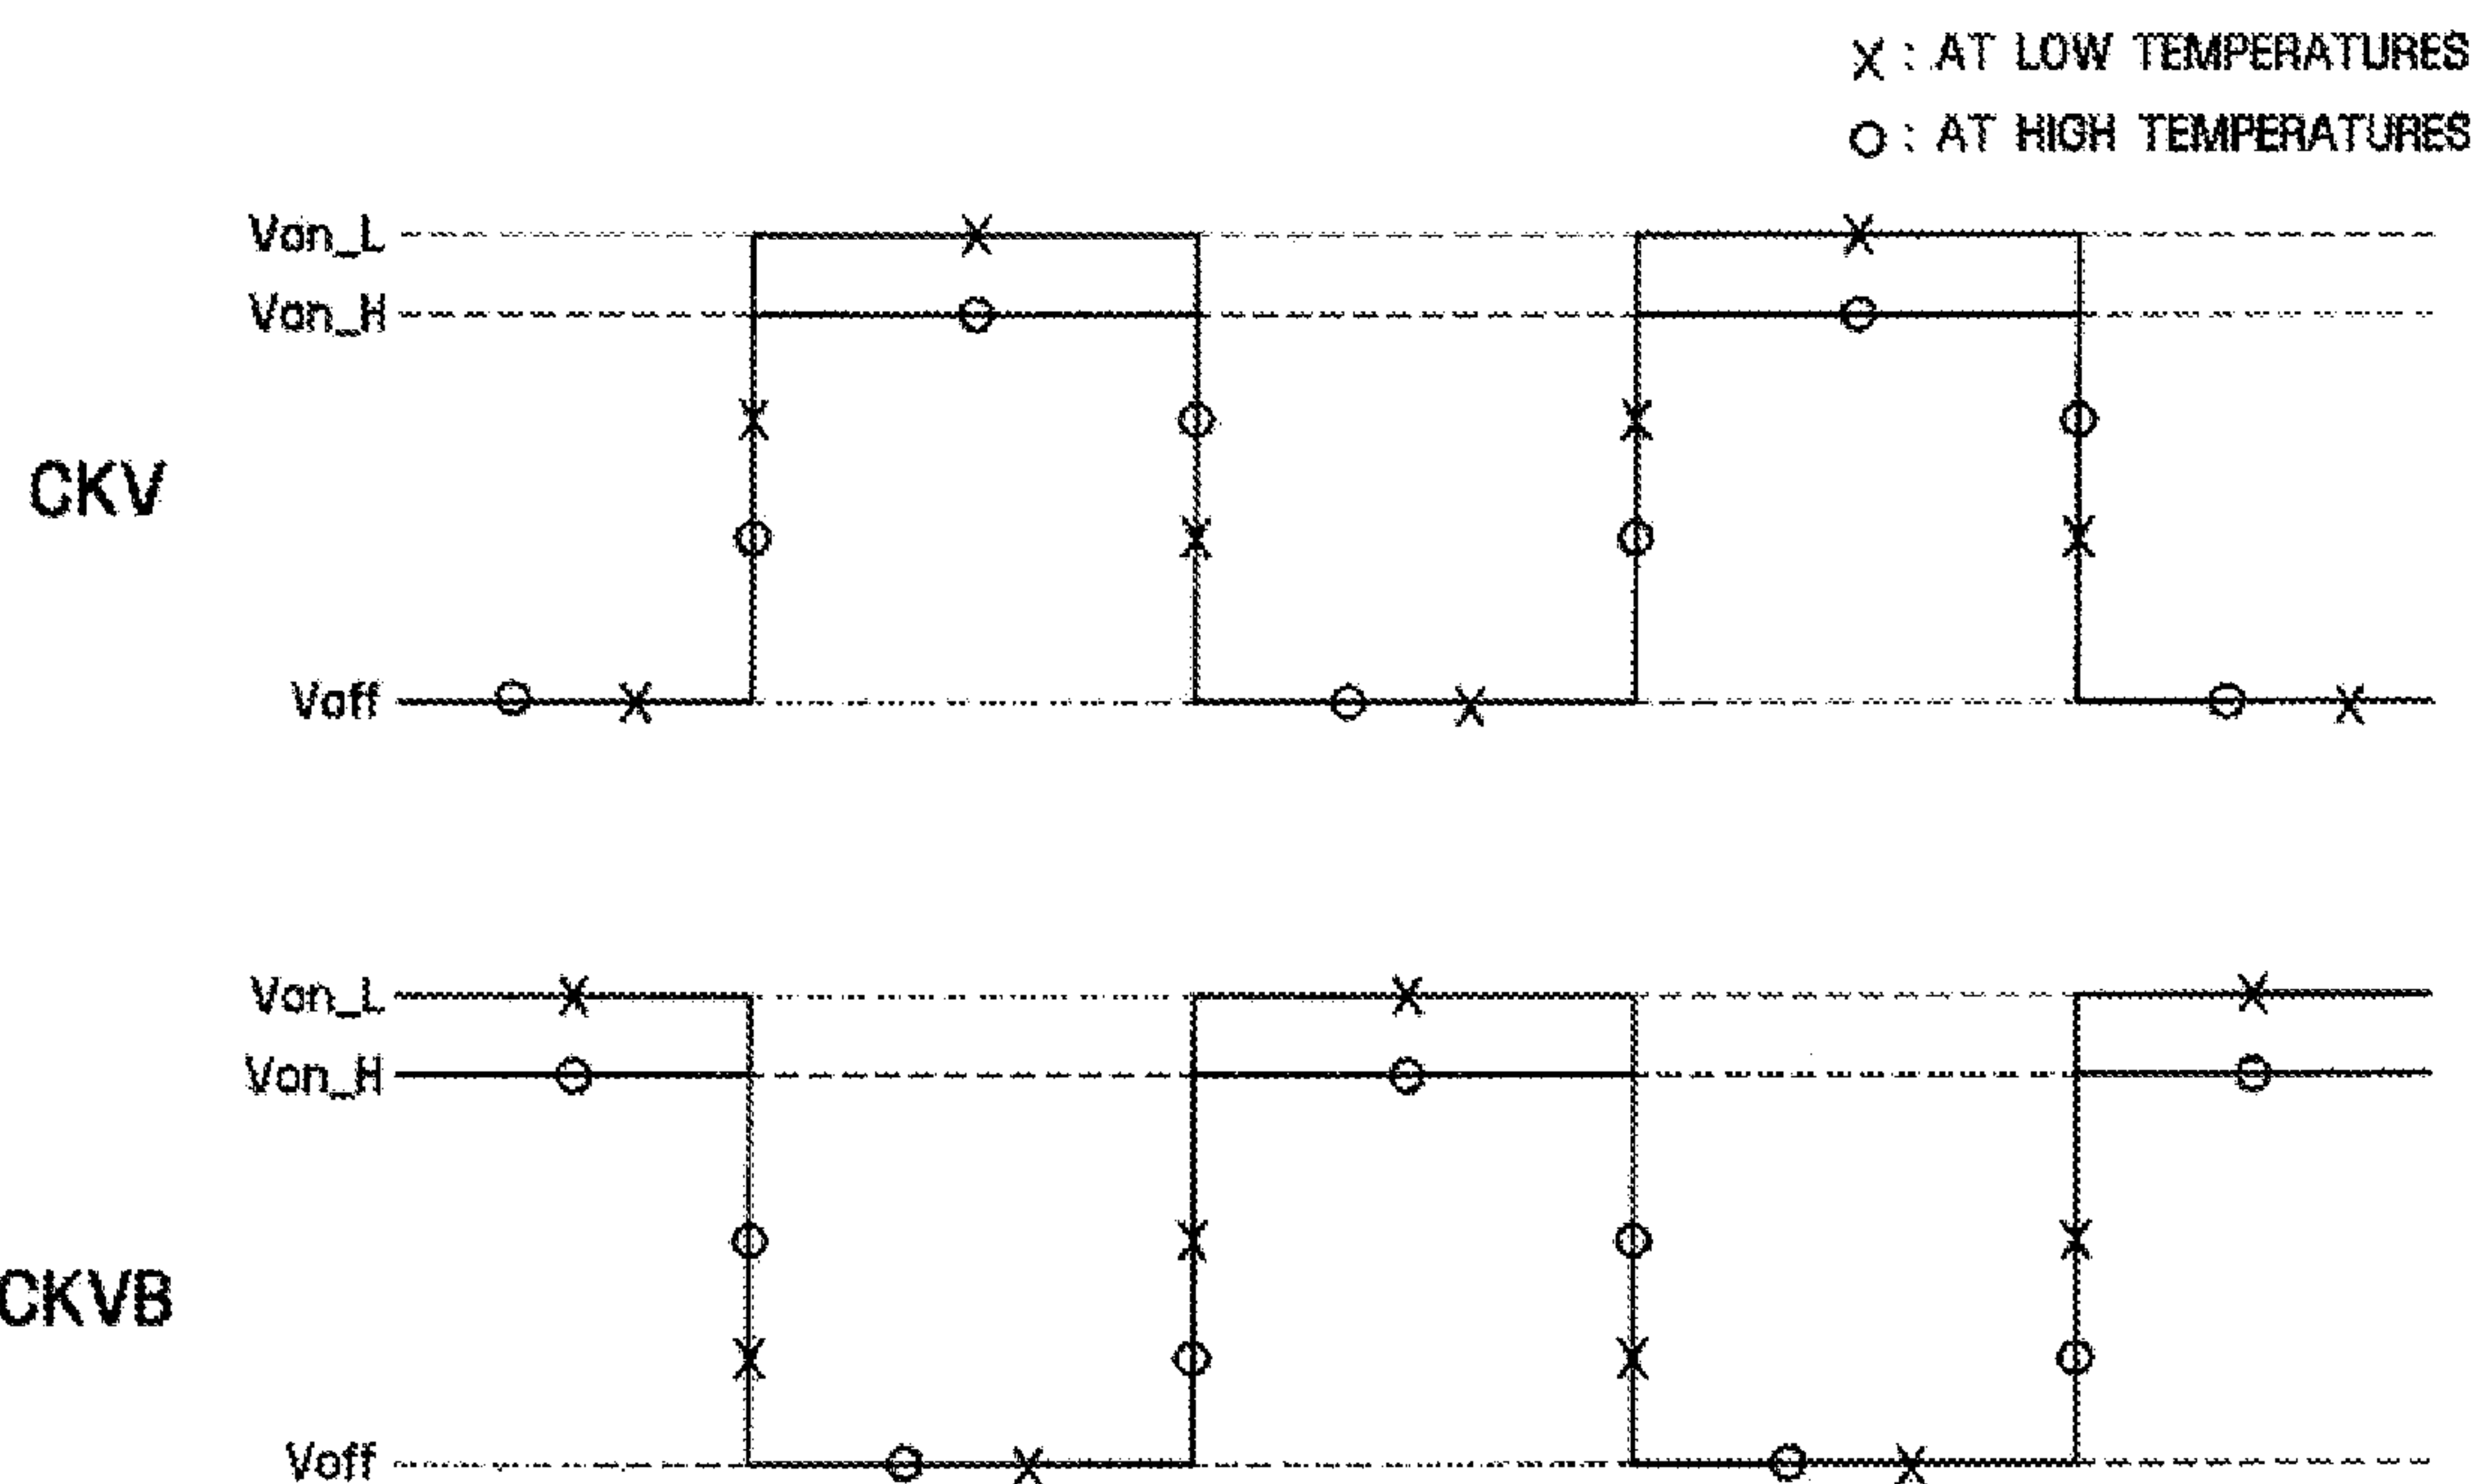 X : AT LOW TEMPERATURES
O : AT HIGH TEMPERATURES
Von_L
Von_H
CKV
Voff
Von_L
Von_H
CKVB
Voff